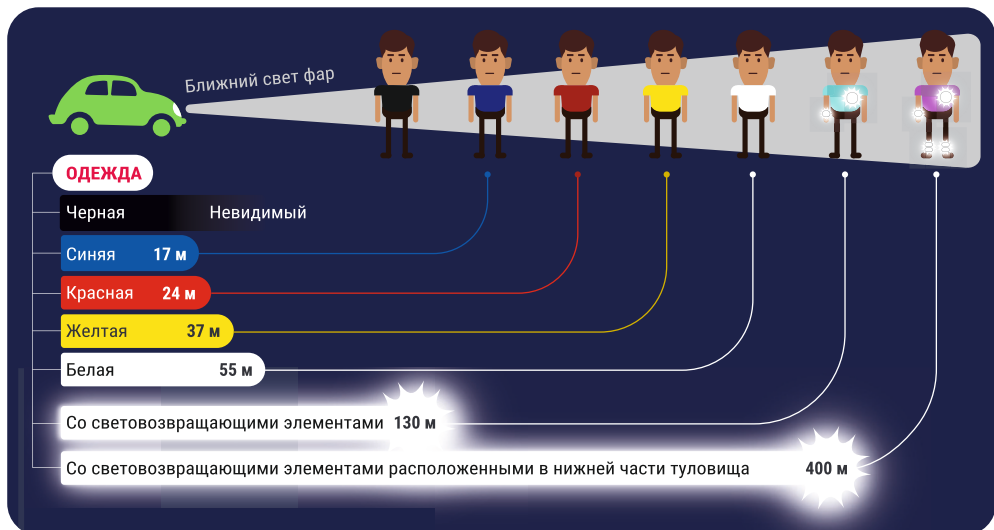 Ближний свет фар
ОДЕЖДА
Черная Невидимый
Синяя 17 м
Красная 24 м
Желтая 37 м
Белая 55 м
Со световозвращающими элементами 130 м
Со световозвращающими элементами расположенными в нижней части туловища 400 м